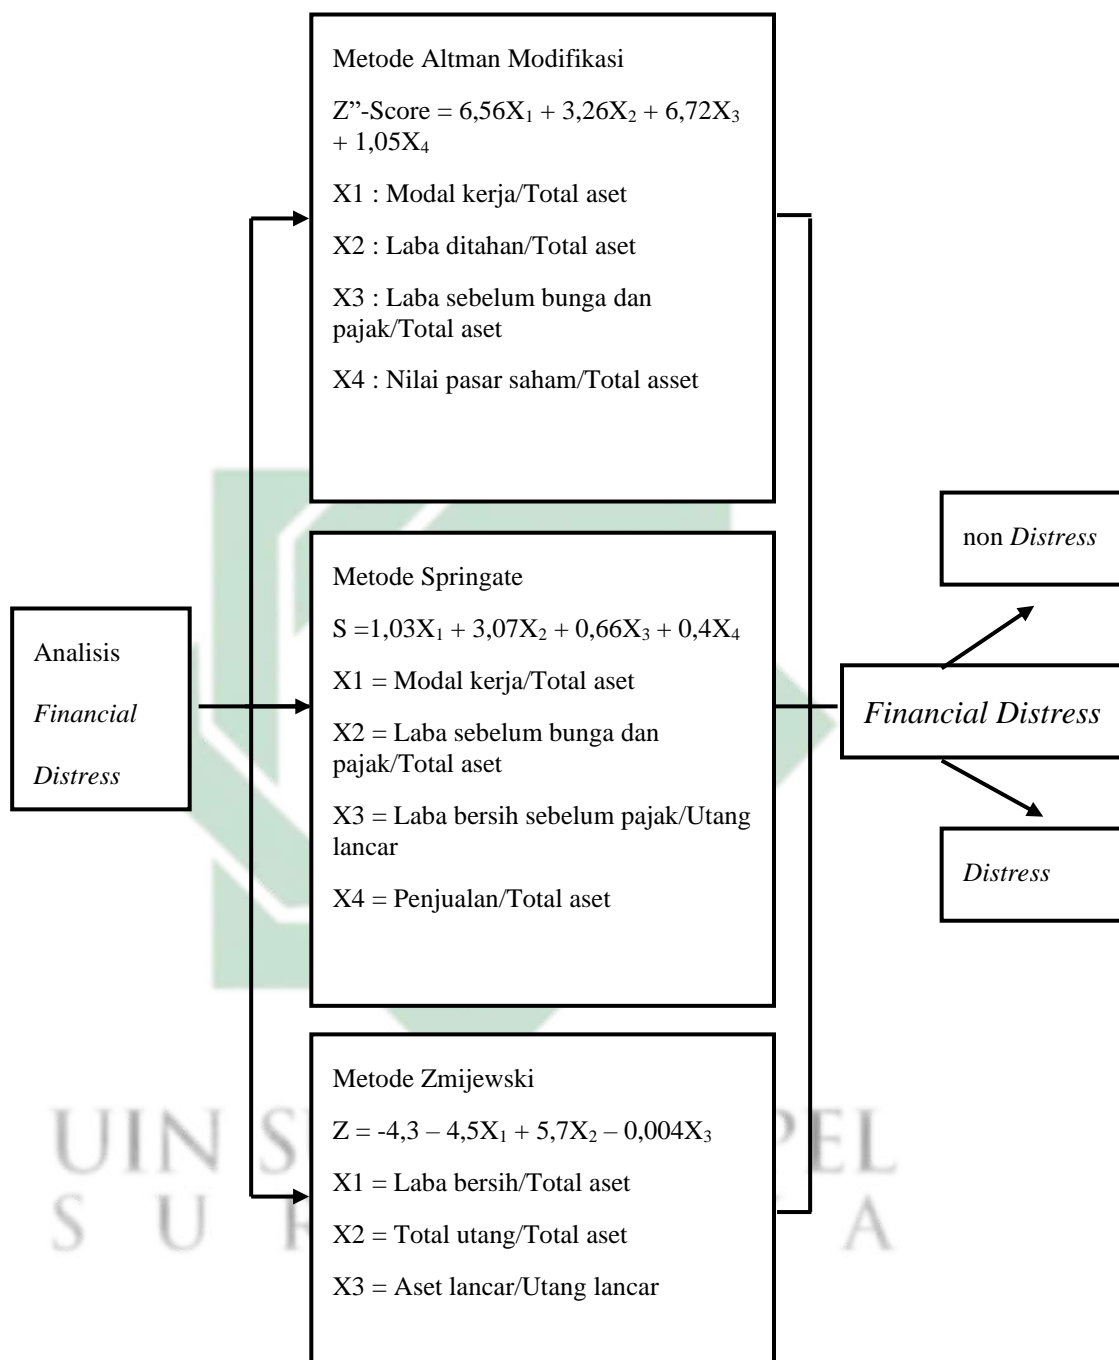 Metode Altman Modifikasi
Z”-Score = 6,56X₁ + 3,26X₂ + 6,72X₃
+ 1,05X₄
X1 : Modal kerja/Total aset
X2 : Laba ditahan/Total aset
X3 : Laba sebelum bunga dan
pajak/Total aset
X4 : Nilai pasar saham/Total asset
Analisis
Financial
Distress
Metode Springate
S =1,03X₁ + 3,07X₂ + 0,66X₃ + 0,4X₄
X1 = Modal kerja/Total aset
X2 = Laba sebelum bunga dan
pajak/Total aset
X3 = Laba bersih sebelum pajak/Utang
lancar
X4 = Penjualan/Total aset
Metode Zmijewski
Z = -4,3 – 4,5X₁ + 5,7X₂ – 0,004X₃
X1 = Laba bersih/Total aset
X2 = Total utang/Total aset
X3 = Aset lancar/Utang lancar
non Distress
Financial Distress
Distress
UIN